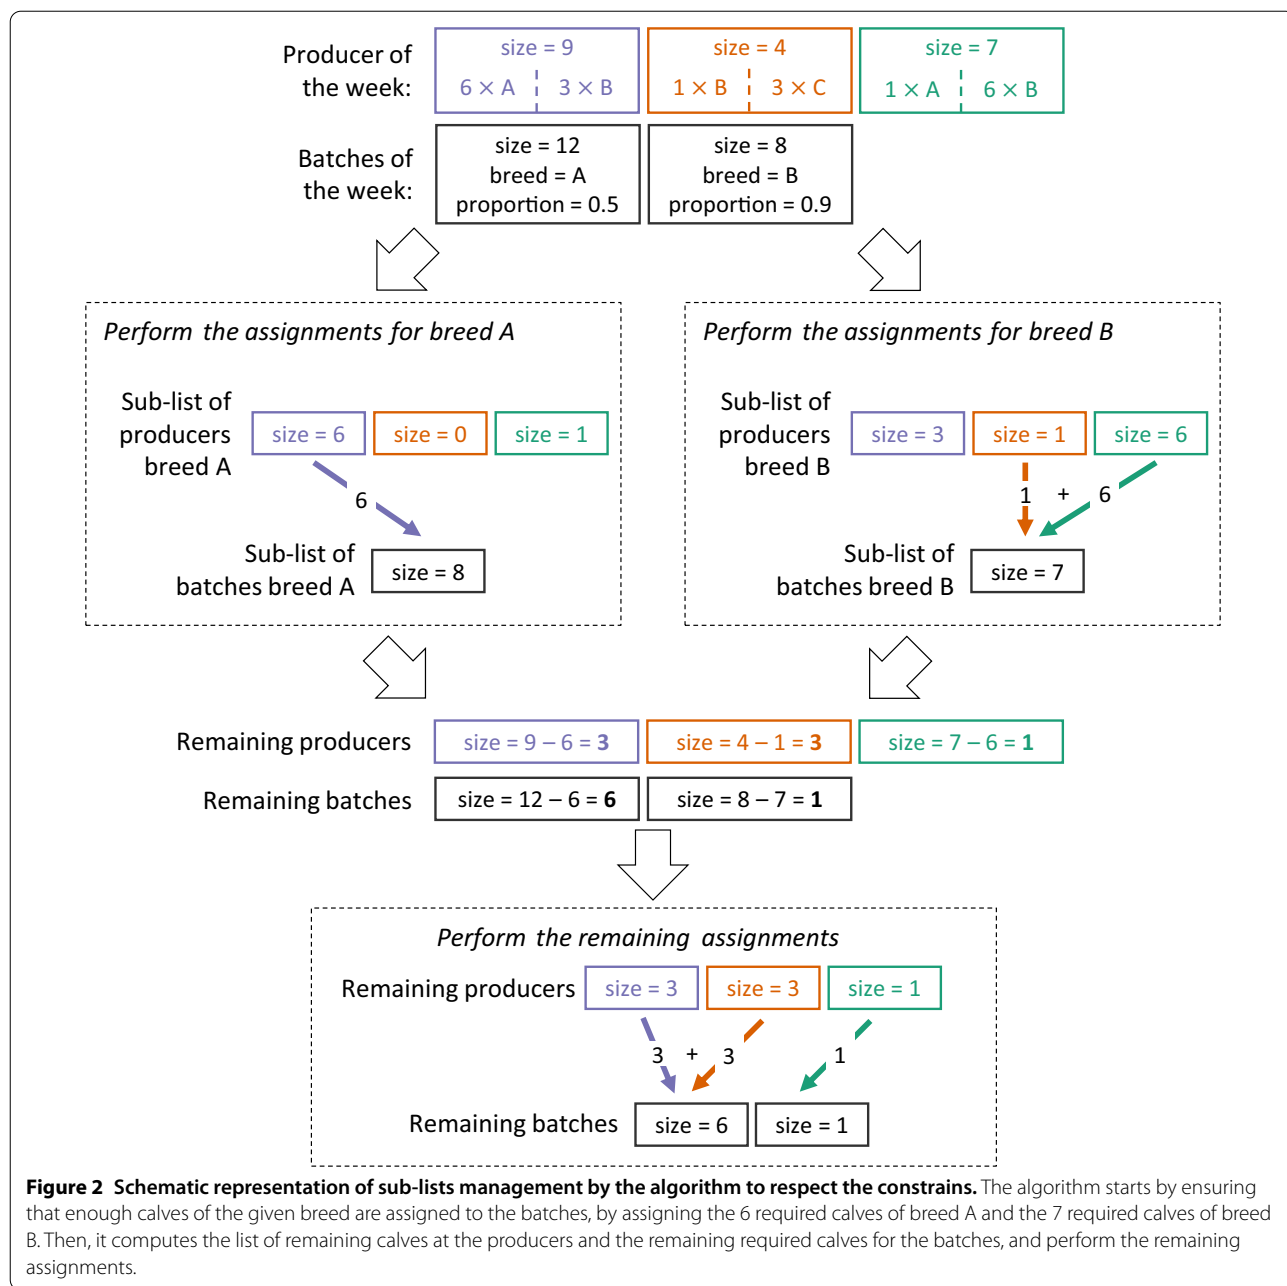 Producer of
the week:
size = 9
6 × A
3 × B
size = 4
1 × B
3 × C
size = 7
1 × A
6 × B
Batches of
the week:
size = 12
breed = A
proportion = 0.5
size = 8
breed = B
proportion = 0.9
Perform the assignments for breed A
Sub-list of
producers
breed A
size = 6
size = 0
size = 1
6
Sub-list of
batches breed A
size = 8
Perform the assignments for breed B
Sub-list of
producers
breed B
size = 3
size = 1
size = 6
1 + 6
Sub-list of
batches breed B
size = 7
Remaining producers
size = 9 – 6 = 3
size = 4 – 1 = 3
size = 7 – 6 = 1
Remaining batches
size = 12 – 6 = 6
size = 8 – 7 = 1
Perform the remaining assignments
Remaining producers
size = 3
size = 3
size = 1
3 + 3
1
Remaining batches
size = 6
size = 1
Figure 2 Schematic representation of sub-lists management by the algorithm to respect the constrains. The algorithm starts by ensuring
that enough calves of the given breed are assigned to the batches, by assigning the 6 required calves of breed A and the 7 required calves of breed
B. Then, it computes the list of remaining calves at the producers and the remaining required calves for the batches, and perform the remaining
assignments.